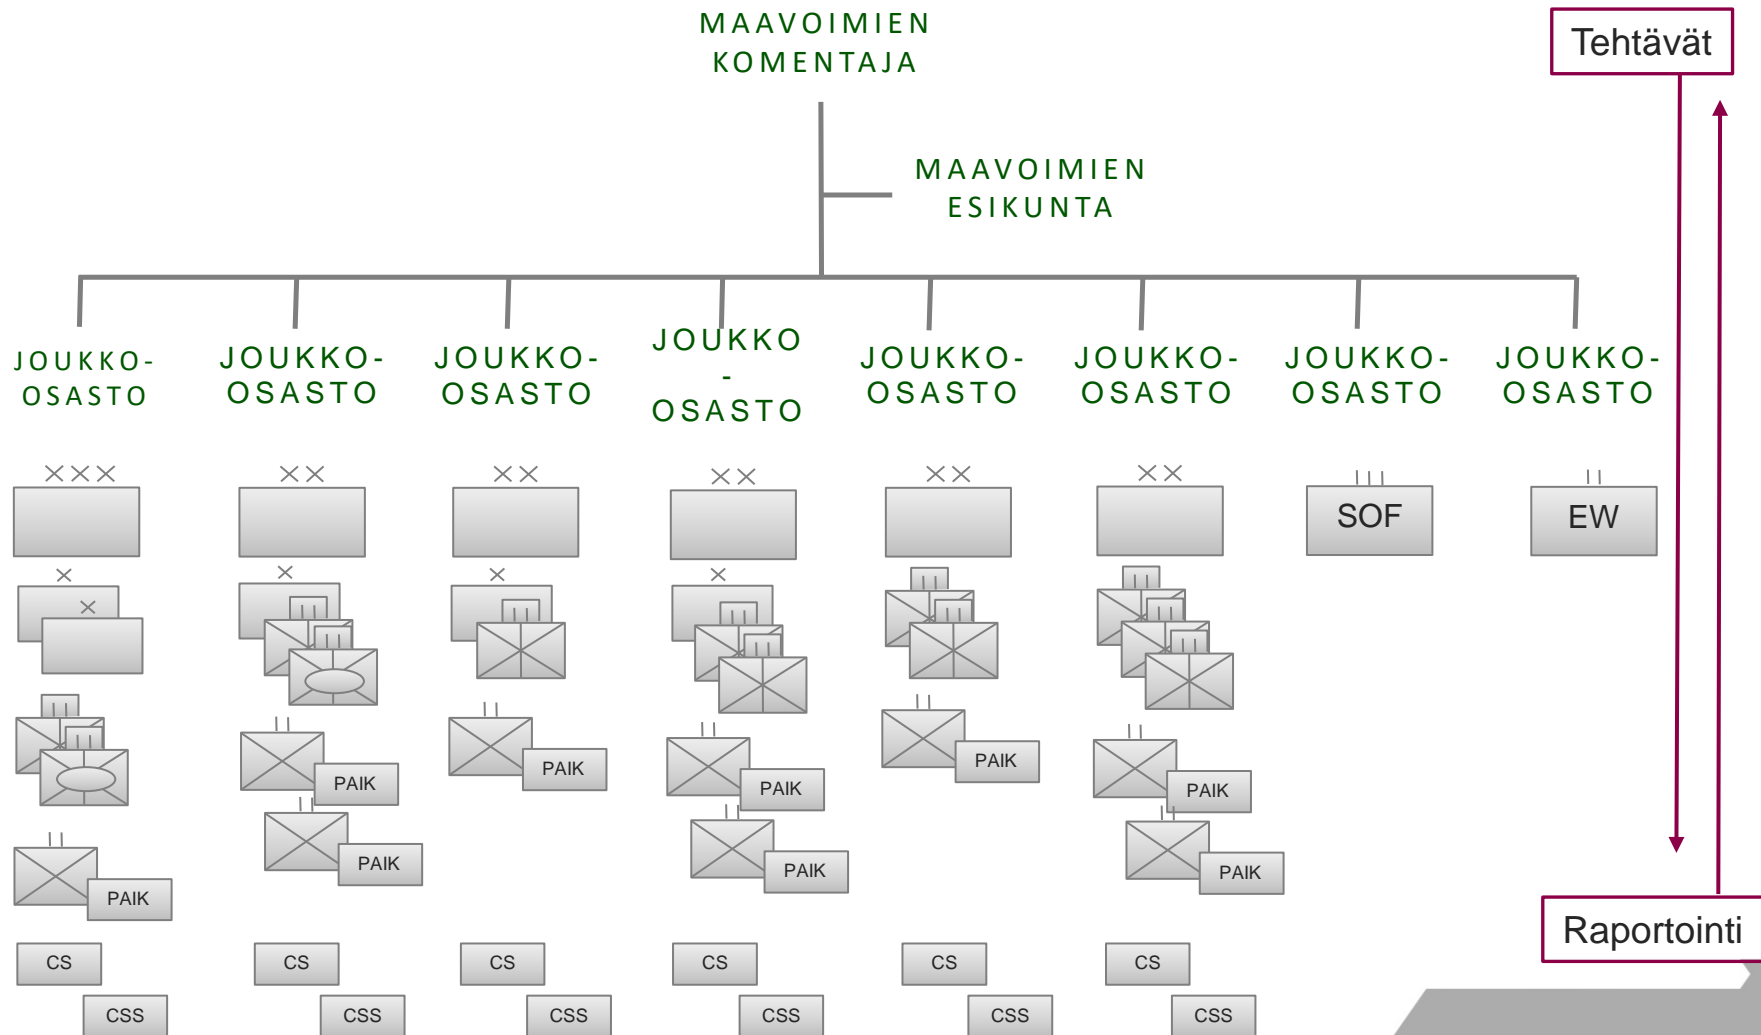 MAAVOIMIEN
KOMENTAJA
Tehtävät
MAAVOIMIEN
ESIKUNTA
JOUKKO-
OSASTO
JOUKKO-
OSASTO
JOUKKO-
OSASTO
JOUKKO
-
OSASTO
JOUKKO-
OSASTO
JOUKKO-
OSASTO
JOUKKO-
OSASTO
JOUKKO-
OSASTO
SOF
EW
PAIK
PAIK
PAIK
PAIK
PAIK
PAIK
PAIK
PAIK
PAIK
Raportointi
CS
CS
CS
CS
CS
CS
CSS
CSS
CSS
CSS
CSS
CSS